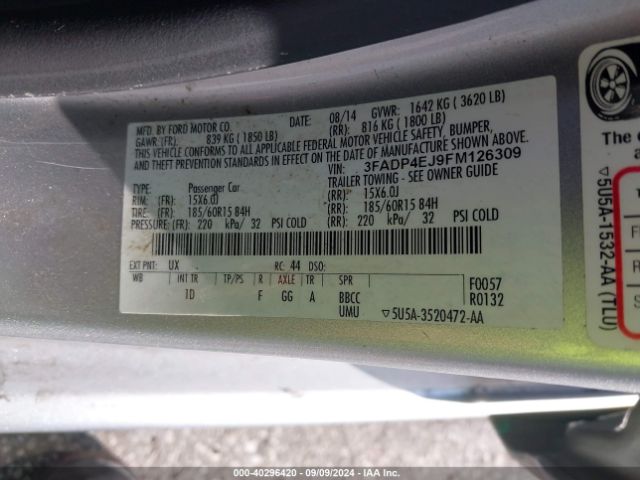 MFD. BY FORD MOTOR CO.
DATE: 08/14 GVWR: 1642 KG ( 3620 LB)
GAWR: (FR): 839 KG ( 1850 LB) (RR): 816 KG ( 1800 LB)
THIS VEHICLE CONFORMS TO ALL APPLICABLE FEDERAL MOTOR VEHICLE SAFETY, BUMPER,
AND THEFT PREVENTION STANDARDS IN EFFECT ON THE DATE OF MANUFACTURE SHOWN ABOVE.
VIN: 3FADP4EJ9FM126309
TYPE: Passenger Car TRAILER TOWING - SEE OWNER GUIDE
RIM: (FR): 15X6.0J (RR): 15X6.0J
TIRE: (FR): 185/60R15 84H (RR): 185/60R15 84H
PRESSURE: (FR): 220 kPa/ 32 PSI COLD (RR): 220 kPa/ 32 PSI COLD
EXT PNT: UX RC: 44 DSO:
WB INT TR TP/PS R AXLE TR SPR
1D F GG A BBCC
UMU
F0057
R0132
▽5U5A-3520472-AA
The
acc
▽5U5A-1532-AA (TLU)
000-40296420 - 09/09/2024 - IAA Inc.